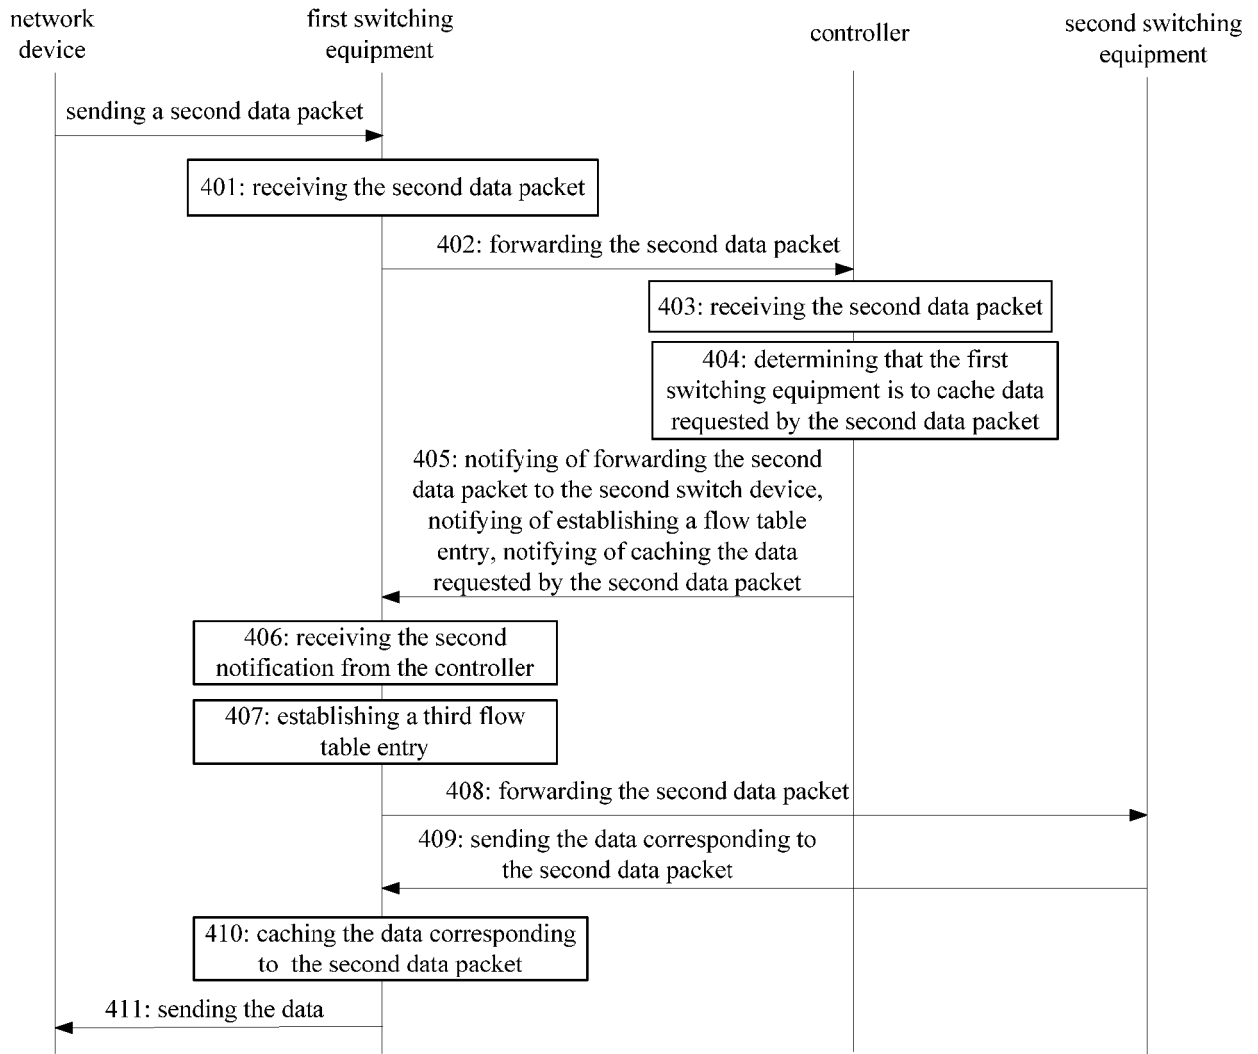 network
device
first switching
equipment
controller
second switching
equipment
sending a second data packet
401: receiving the second data packet
402: forwarding the second data packet
403: receiving the second data packet
404: determining that the first
switching equipment is to cache data
requested by the second data packet
405: notifying of forwarding the second
data packet to the second switch device,
notifying of establishing a flow table
entry, notifying of caching the data
requested by the second data packet
406: receiving the second
notification from the controller
407: establishing a third flow
table entry
408: forwarding the second data packet
409: sending the data corresponding to
the second data packet
410: caching the data corresponding
to the second data packet
411: sending the data